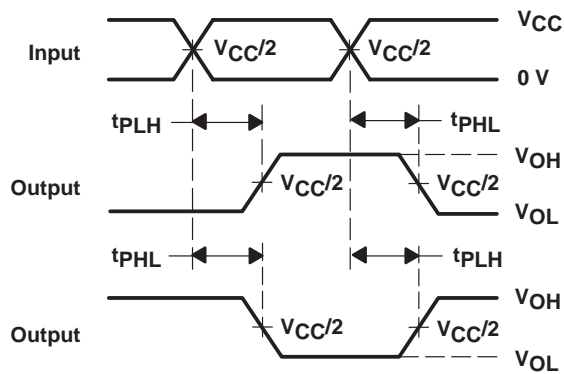 VCC
Input VCC/2 VCC/2
0 V
tPLH tPHL
VOH
Output VCC/2 VCC/2
VOL
tPHL tPLH
VOH
Output VCC/2 VCC/2
VOL